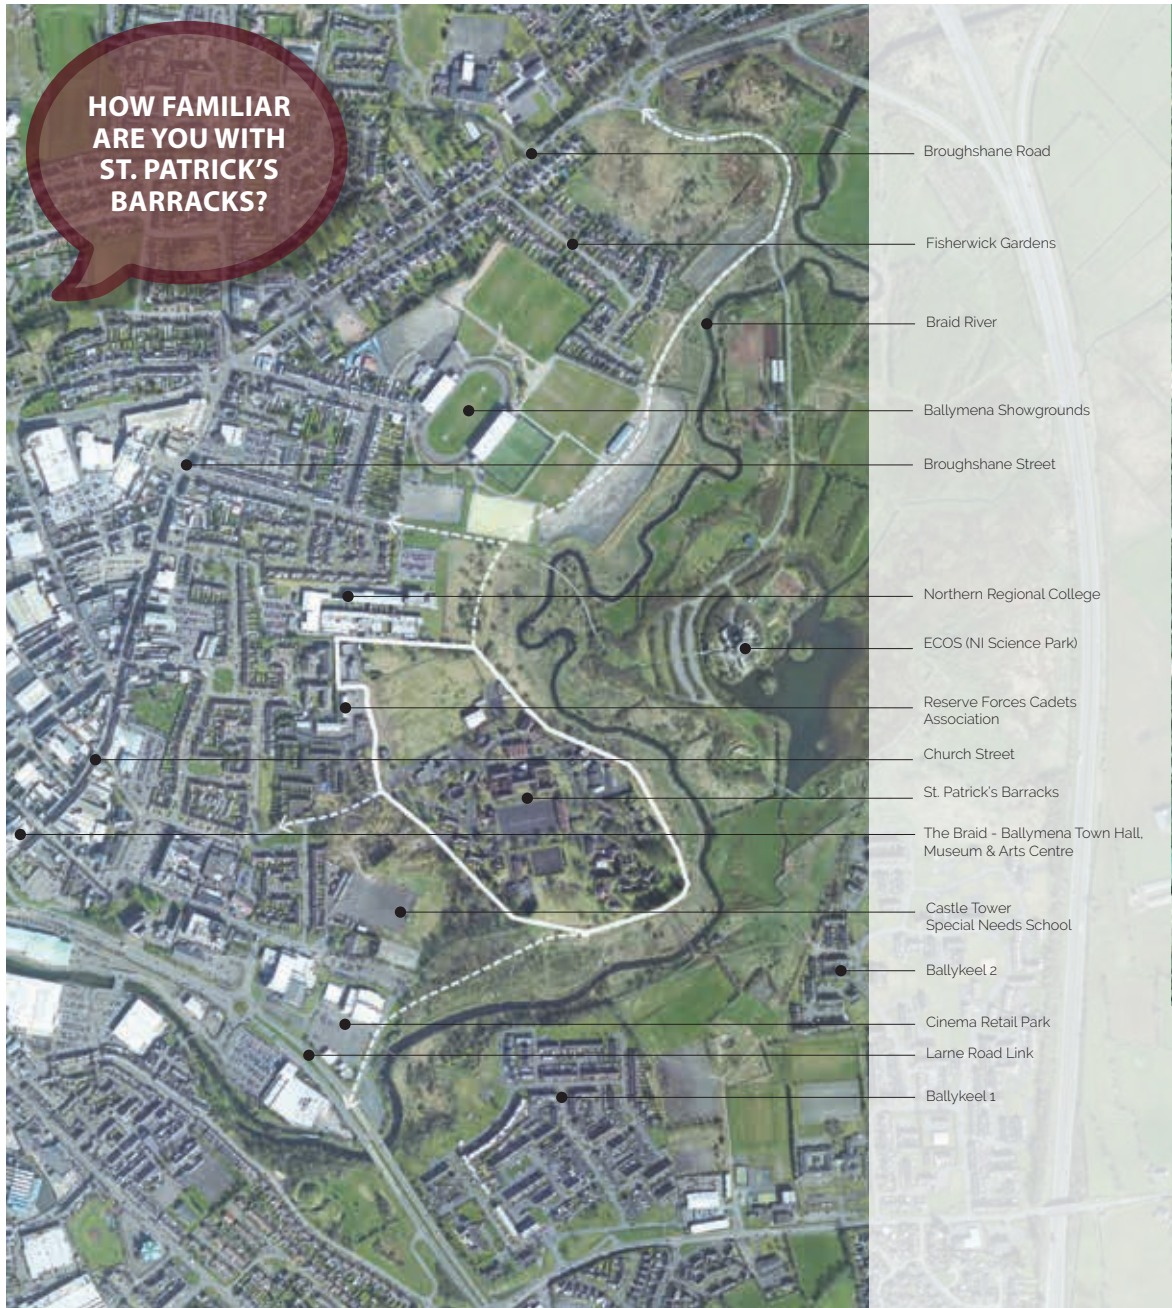 HOW FAMILIAR
ARE YOU WITH
ST. PATRICK'S
BARRACKS?
Broughshane Road
Fisherwick Gardens
Braid River
Ballymena Showgrounds
Broughshane Street
Northern Regional College
ECOS (NI Science Park)
Reserve Forces Cadets
Association
Church Street
St. Patrick's Barracks
The Braid - Ballymena Town Hall,
Museum & Arts Centre
Castle Tower
Special Needs School
Ballykeel 2
Cinema Retail Park
Larne Road Link
Ballykeel 1